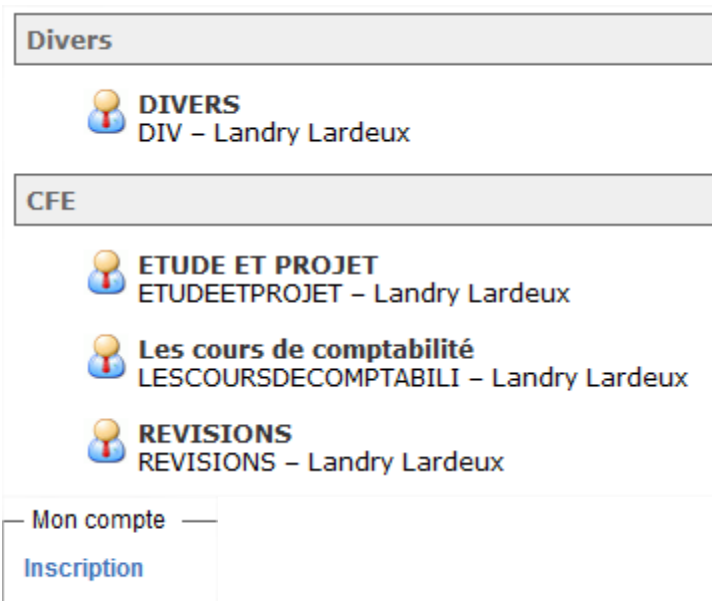 Divers
DIVERS
DIV – Landry Lardeux
CFE
ETUDE ET PROJET
ETUDEETPROJET – Landry Lardeux
Les cours de comptabilité
LESCOURSDECOMPTABILI – Landry Lardeux
REVISIONS
REVISIONS – Landry Lardeux
Mon compte
Inscription